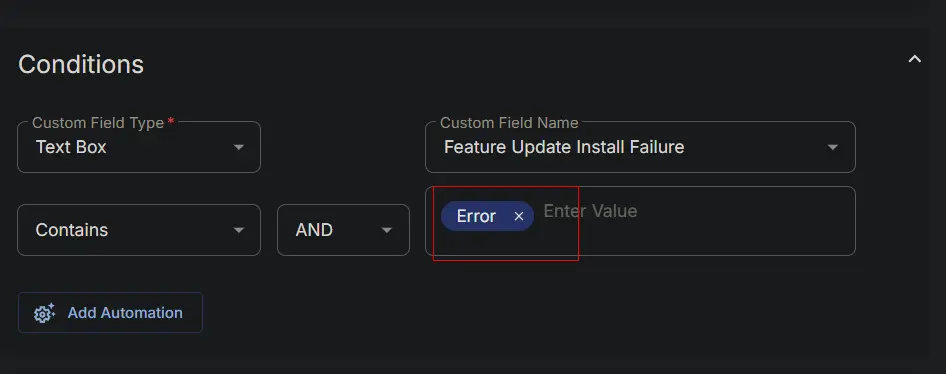 Conditions
Custom Field Type *
Text Box
Custom Field Name
Feature Update Install Failure
Contains
AND
Error ×
Enter Value
Add Automation